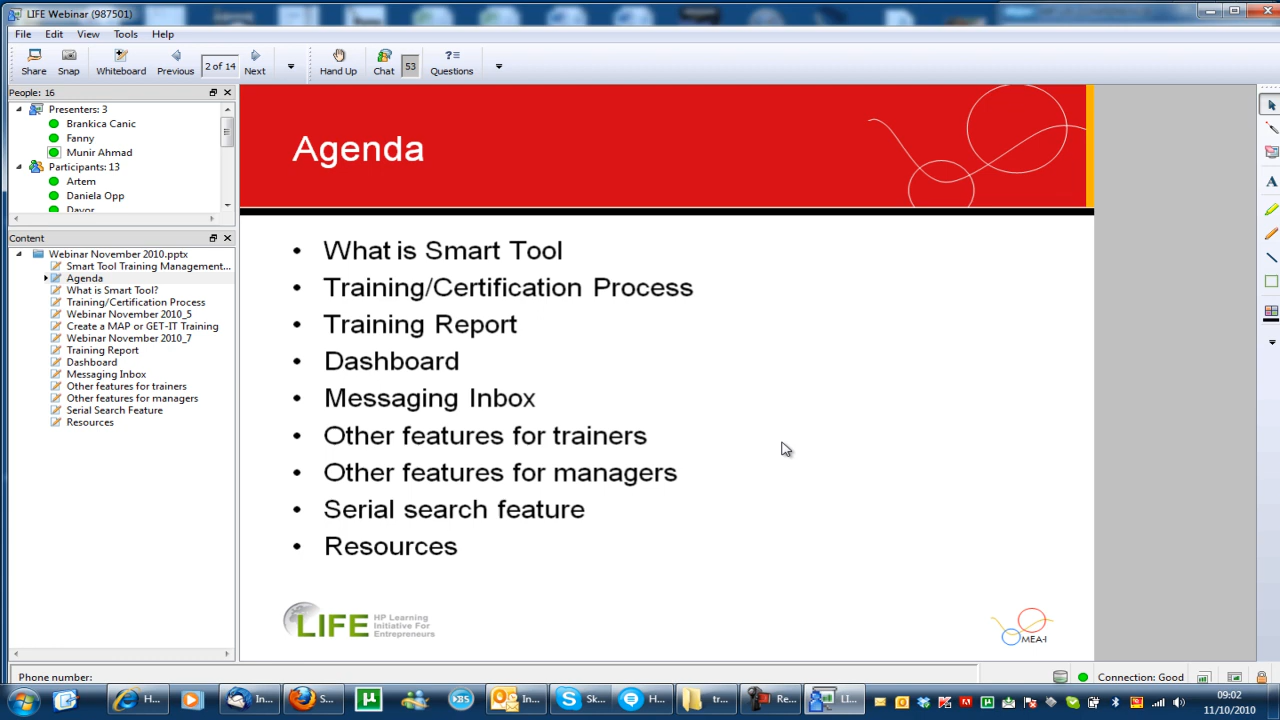 LIFE Webinar (987501)
File Edit View Tools Help
Share Snap Whiteboard Previous 2 of 14 Next Hand Up Chat 53 ?= Questions
People: 16
Presenters: 3
Brankica Canic
Fanny
Munir Ahmad
Participants: 13
Artem
Daniela Opp
Davor
Content
Webinar November 2010.pptx
Smart Tool Training Management...
Agenda
What is Smart Tool?
Training/Certification Process
Webinar November 2010_5
Create a MAP or GET-IT Training
Webinar November 2010_7
Training Report
Dashboard
Messaging Inbox
Other features for trainers
Other features for managers
Serial Search Feature
Resources
Agenda
• What is Smart Tool
• Training/Certification Process
• Training Report
• Dashboard
• Messaging Inbox
• Other features for trainers
• Other features for managers
• Serial search feature
• Resources
LIFE
HP Learning
Initiative For
Entrepreneurs
MEA-I
Phone number:
Connection: Good
H... In... S... In... Sk... H... tr... Re... LI...
09:02
11/10/2010